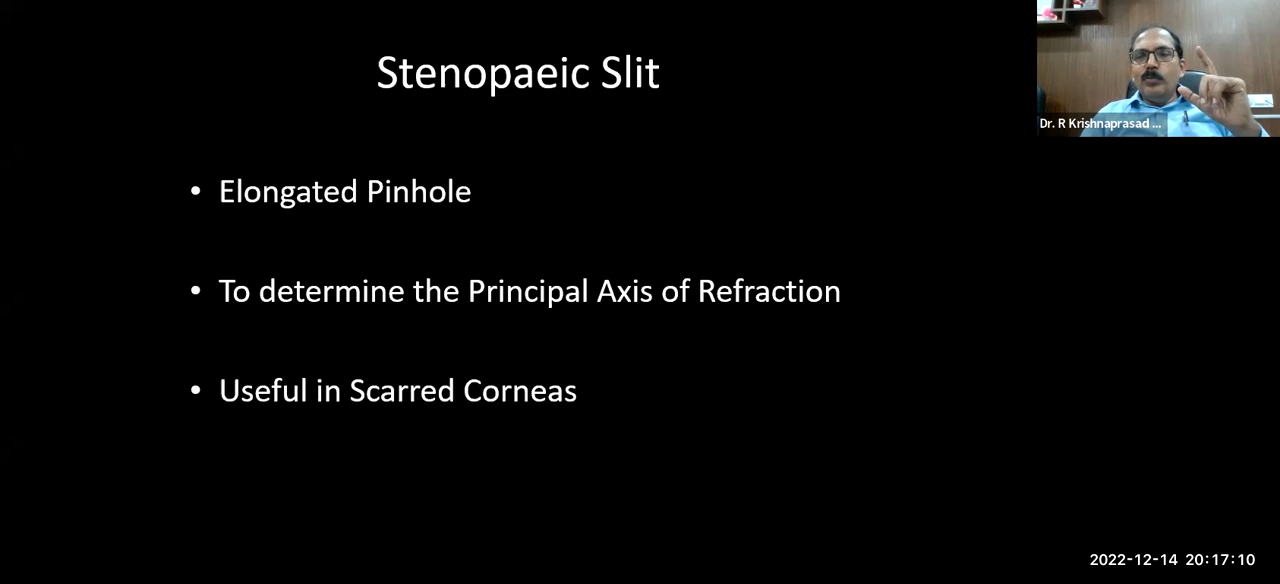 Stenopaeic Slit
Dr. R Krishnaprasad ...
• Elongated Pinhole
• To determine the Principal Axis of Refraction
• Useful in Scarred Corneas
2022-12-14 20:17:10